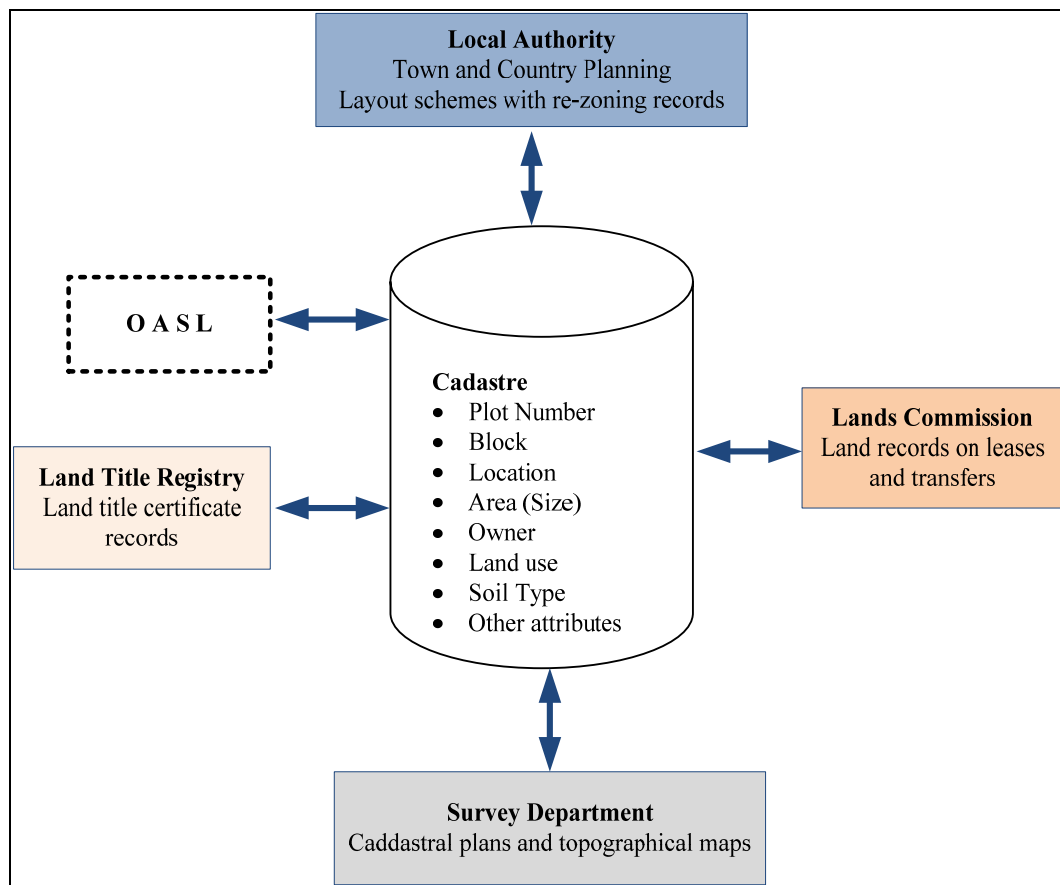 Local Authority
Town and Country Planning
Layout schemes with re-zoning records
O A S L
Cadastre
• Plot Number
• Block
• Location
• Area (Size)
• Owner
• Land use
• Soil Type
• Other attributes
Lands Commission
Land records on leases
and transfers
Land Title Registry
Land title certificate
records
Survey Department
Caddastral plans and topographical maps